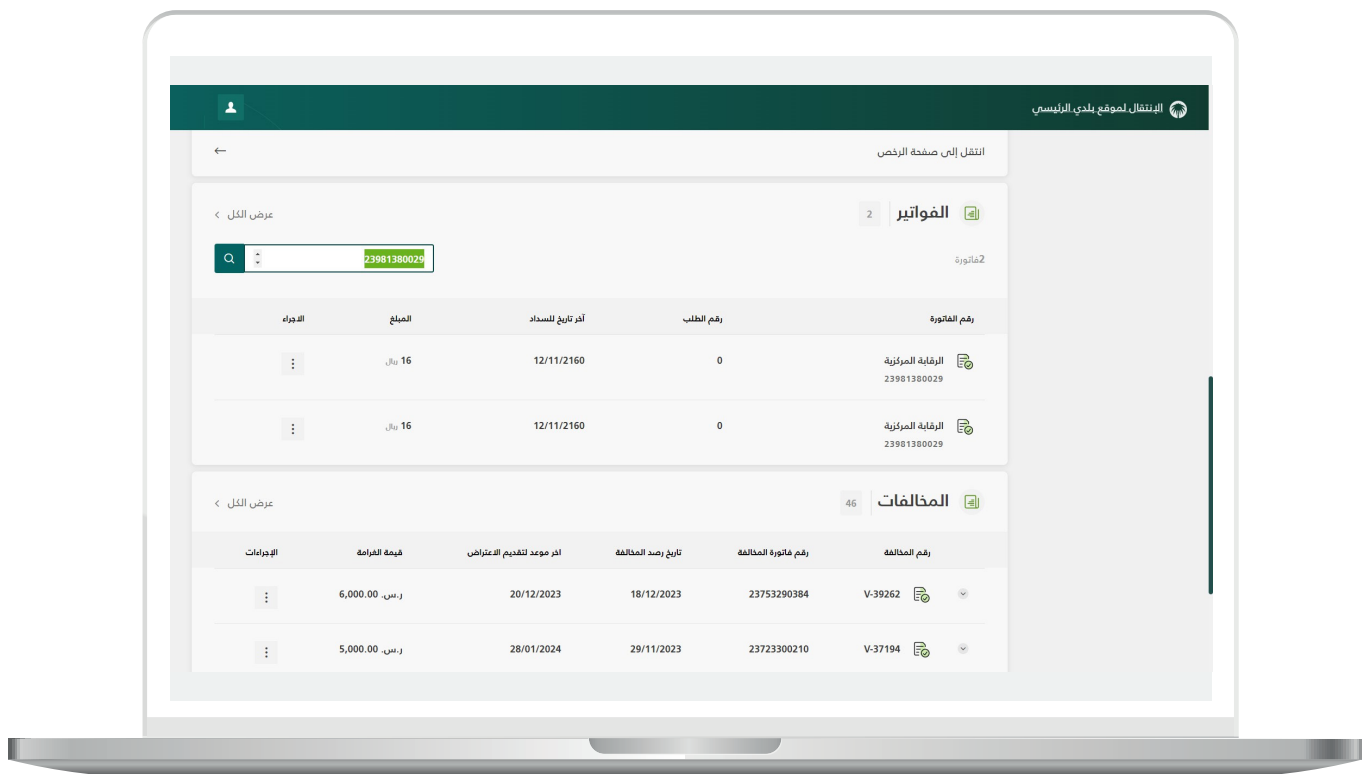 الإنتقال لموقع بلدي الرئيسي
انتقل إلى صفحة الرخص
الفواتير 2 عرض الكل
2فاتورة 23981380029
رقم الفاتورة رقم الطلب آخر تاريخ للسداد المبلغ الاجراء
الرقابة المركزية 0 12/11/2160 16 ريال
23981380029
الرقابة المركزية 0 12/11/2160 16 ريال
23981380029
المخالفات 46 عرض الكل
رقم المخالفة رقم فاتورة المخالفة تاريخ رصد المخالفة اخر موعد لتقديم الاعتراض قيمة الغرامة الإجراءات
V-39262 23753290384 18/12/2023 20/12/2023 ر.س. 6,000.00
V-37194 23723300210 29/11/2023 28/01/2024 ر.س. 5,000.00